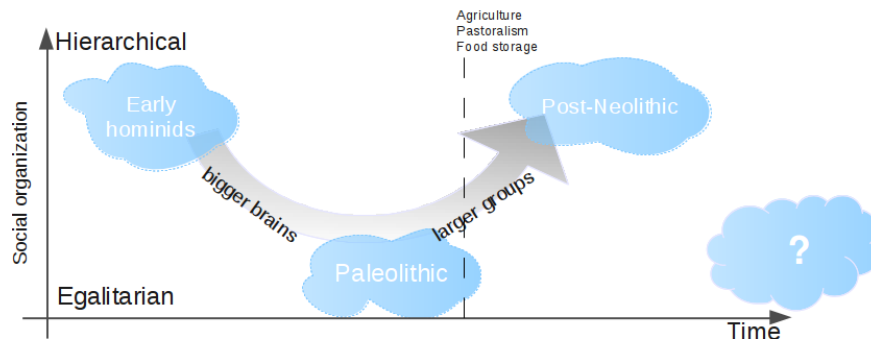 Agriculture
Pastoralism
Food storage
Hierarchical
Early
hominids
Post-Neolithic
Social organization
bigger brains
larger groups
Paleolithic
?
Egalitarian
Time